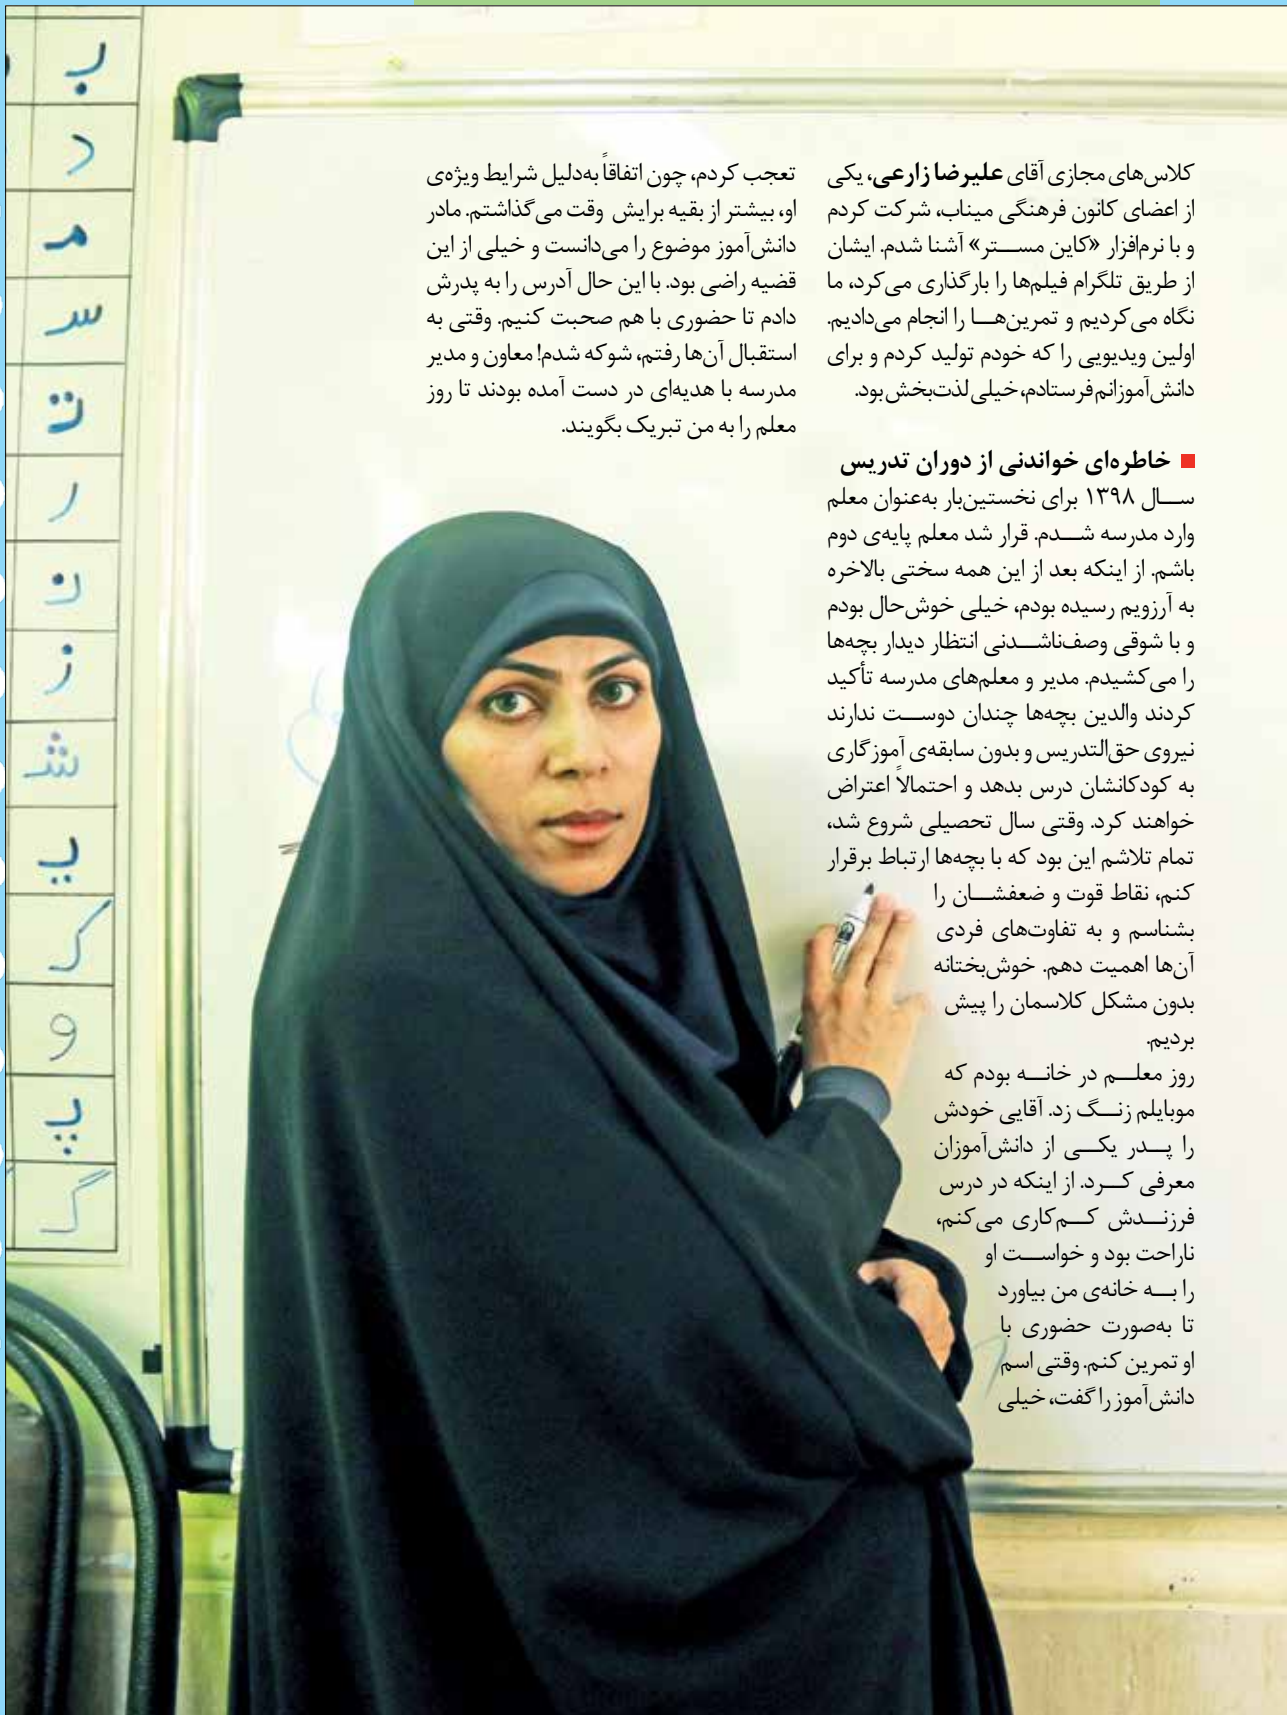 کلاس‌های مجازی آقای علیرضا زارعی، یکی
از اعضای کانون فرهنگی میناب، شرکت کردم
و با نرم‌افزار «کاین مستر» آشنا شدم. ایشان
از طریق تلگرام فیلم‌ها را بارگذاری می‌کرد، ما
نگاه می‌کردیم و تمرین‌ها را انجام می‌دادیم.
اولین ویدیویی را که خودم تولید کردم و برای
دانش‌آموزانم فرستادم، خیلی لذت‌بخش بود.
خاطره‌ای خواندنی از دوران تدریس
سال ۱۳۹۸ برای نخستین‌بار به‌عنوان معلم
وارد مدرسه شدم. قرار شد معلم پایه‌ی دوم
باشم. از اینکه بعد از این همه سختی بالاخره
به آرزویم رسیده بودم، خیلی خوش‌حال بودم
و با شوقی وصف‌ناشدنی انتظار دیدار بچه‌ها
را می‌کشیدم. مدیر و معلم‌های مدرسه تأکید
کردند والدین بچه‌ها چندان دوست ندارند
نیروی حق‌التدریس و بدون سابقه‌ی آموزگاری
به کودکانشان درس بدهد و احتمالاً اعتراض
خواهند کرد. وقتی سال تحصیلی شروع شد،
تمام تلاشم این بود که با بچه‌ها ارتباط برقرار
کنم، نقاط قوت و ضعفشان را
بشناسم و به تفاوت‌های فردی
آن‌ها اهمیت دهم. خوش‌بختانه
بدون مشکل کلاسمان را پیش
بردیم.
روز معلم در خانه بودم که
موبایلم زنگ زد. آقایی خودش
را پدر یکی از دانش‌آموزان
معرفی کرد. از اینکه در درس
فرزندش کم‌کاری می‌کنم،
ناراحت بود و خواست او
را به خانه‌ی من بیاورد
تا به‌صورت حضوری با
او تمرین کنم. وقتی اسم
دانش‌آموز را گفت، خیلی
تعجب کردم، چون اتفاقاً به‌دلیل شرایط ویژه‌ی
او، بیشتر از بقیه برایش وقت می‌گذاشتم. مادر
دانش‌آموز موضوع را می‌دانست و خیلی از این
قضیه راضی بود. با این حال آدرس را به پدرش
دادم تا حضوری با هم صحبت کنیم. وقتی به
استقبال آن‌ها رفتم، شوکه شدم! معاون و مدیر
مدرسه با هدیه‌ای در دست آمده بودند تا روز
معلم را به من تبریک بگویند.
ب
د
م
س
ت
ر
ن
ز
ش
ی
ک
و
پ
گ